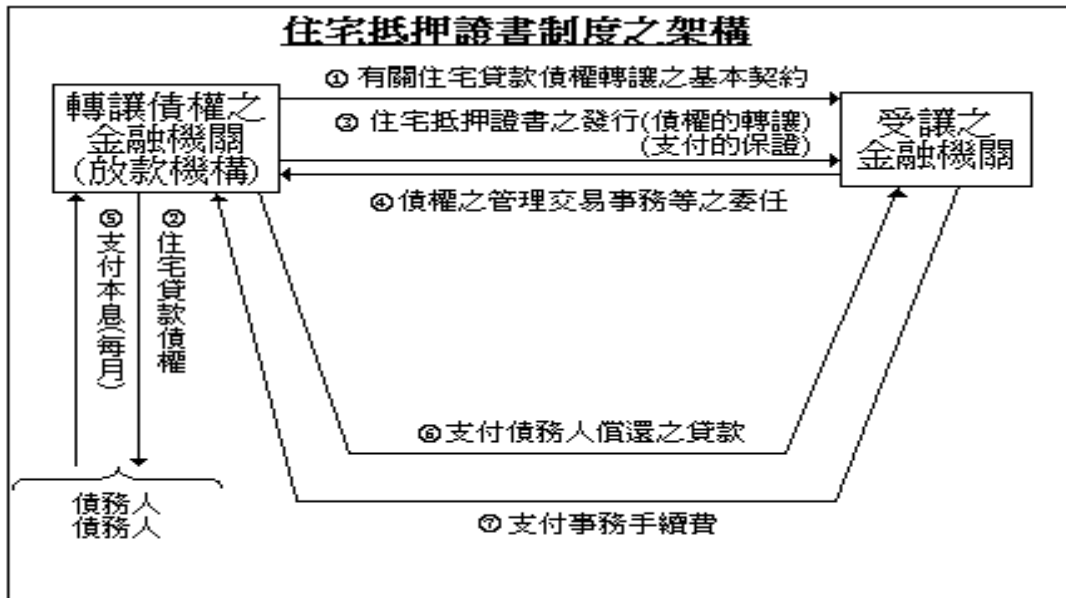 住宅抵押證書制度之架構
① 有關住宅貸款債權轉讓之基本契約
轉讓債權之
金融機關
(放款機構)
③ 住宅抵押證書之發行(債權的轉讓)
(支付的保證)
受讓之
金融機關
④債權之管理交易事務等之委任
⑤支付本息(每月)
②住宅貸款債權
⑥支付債務人償還之貸款
債務人
債務人
⑦支付事務手續費